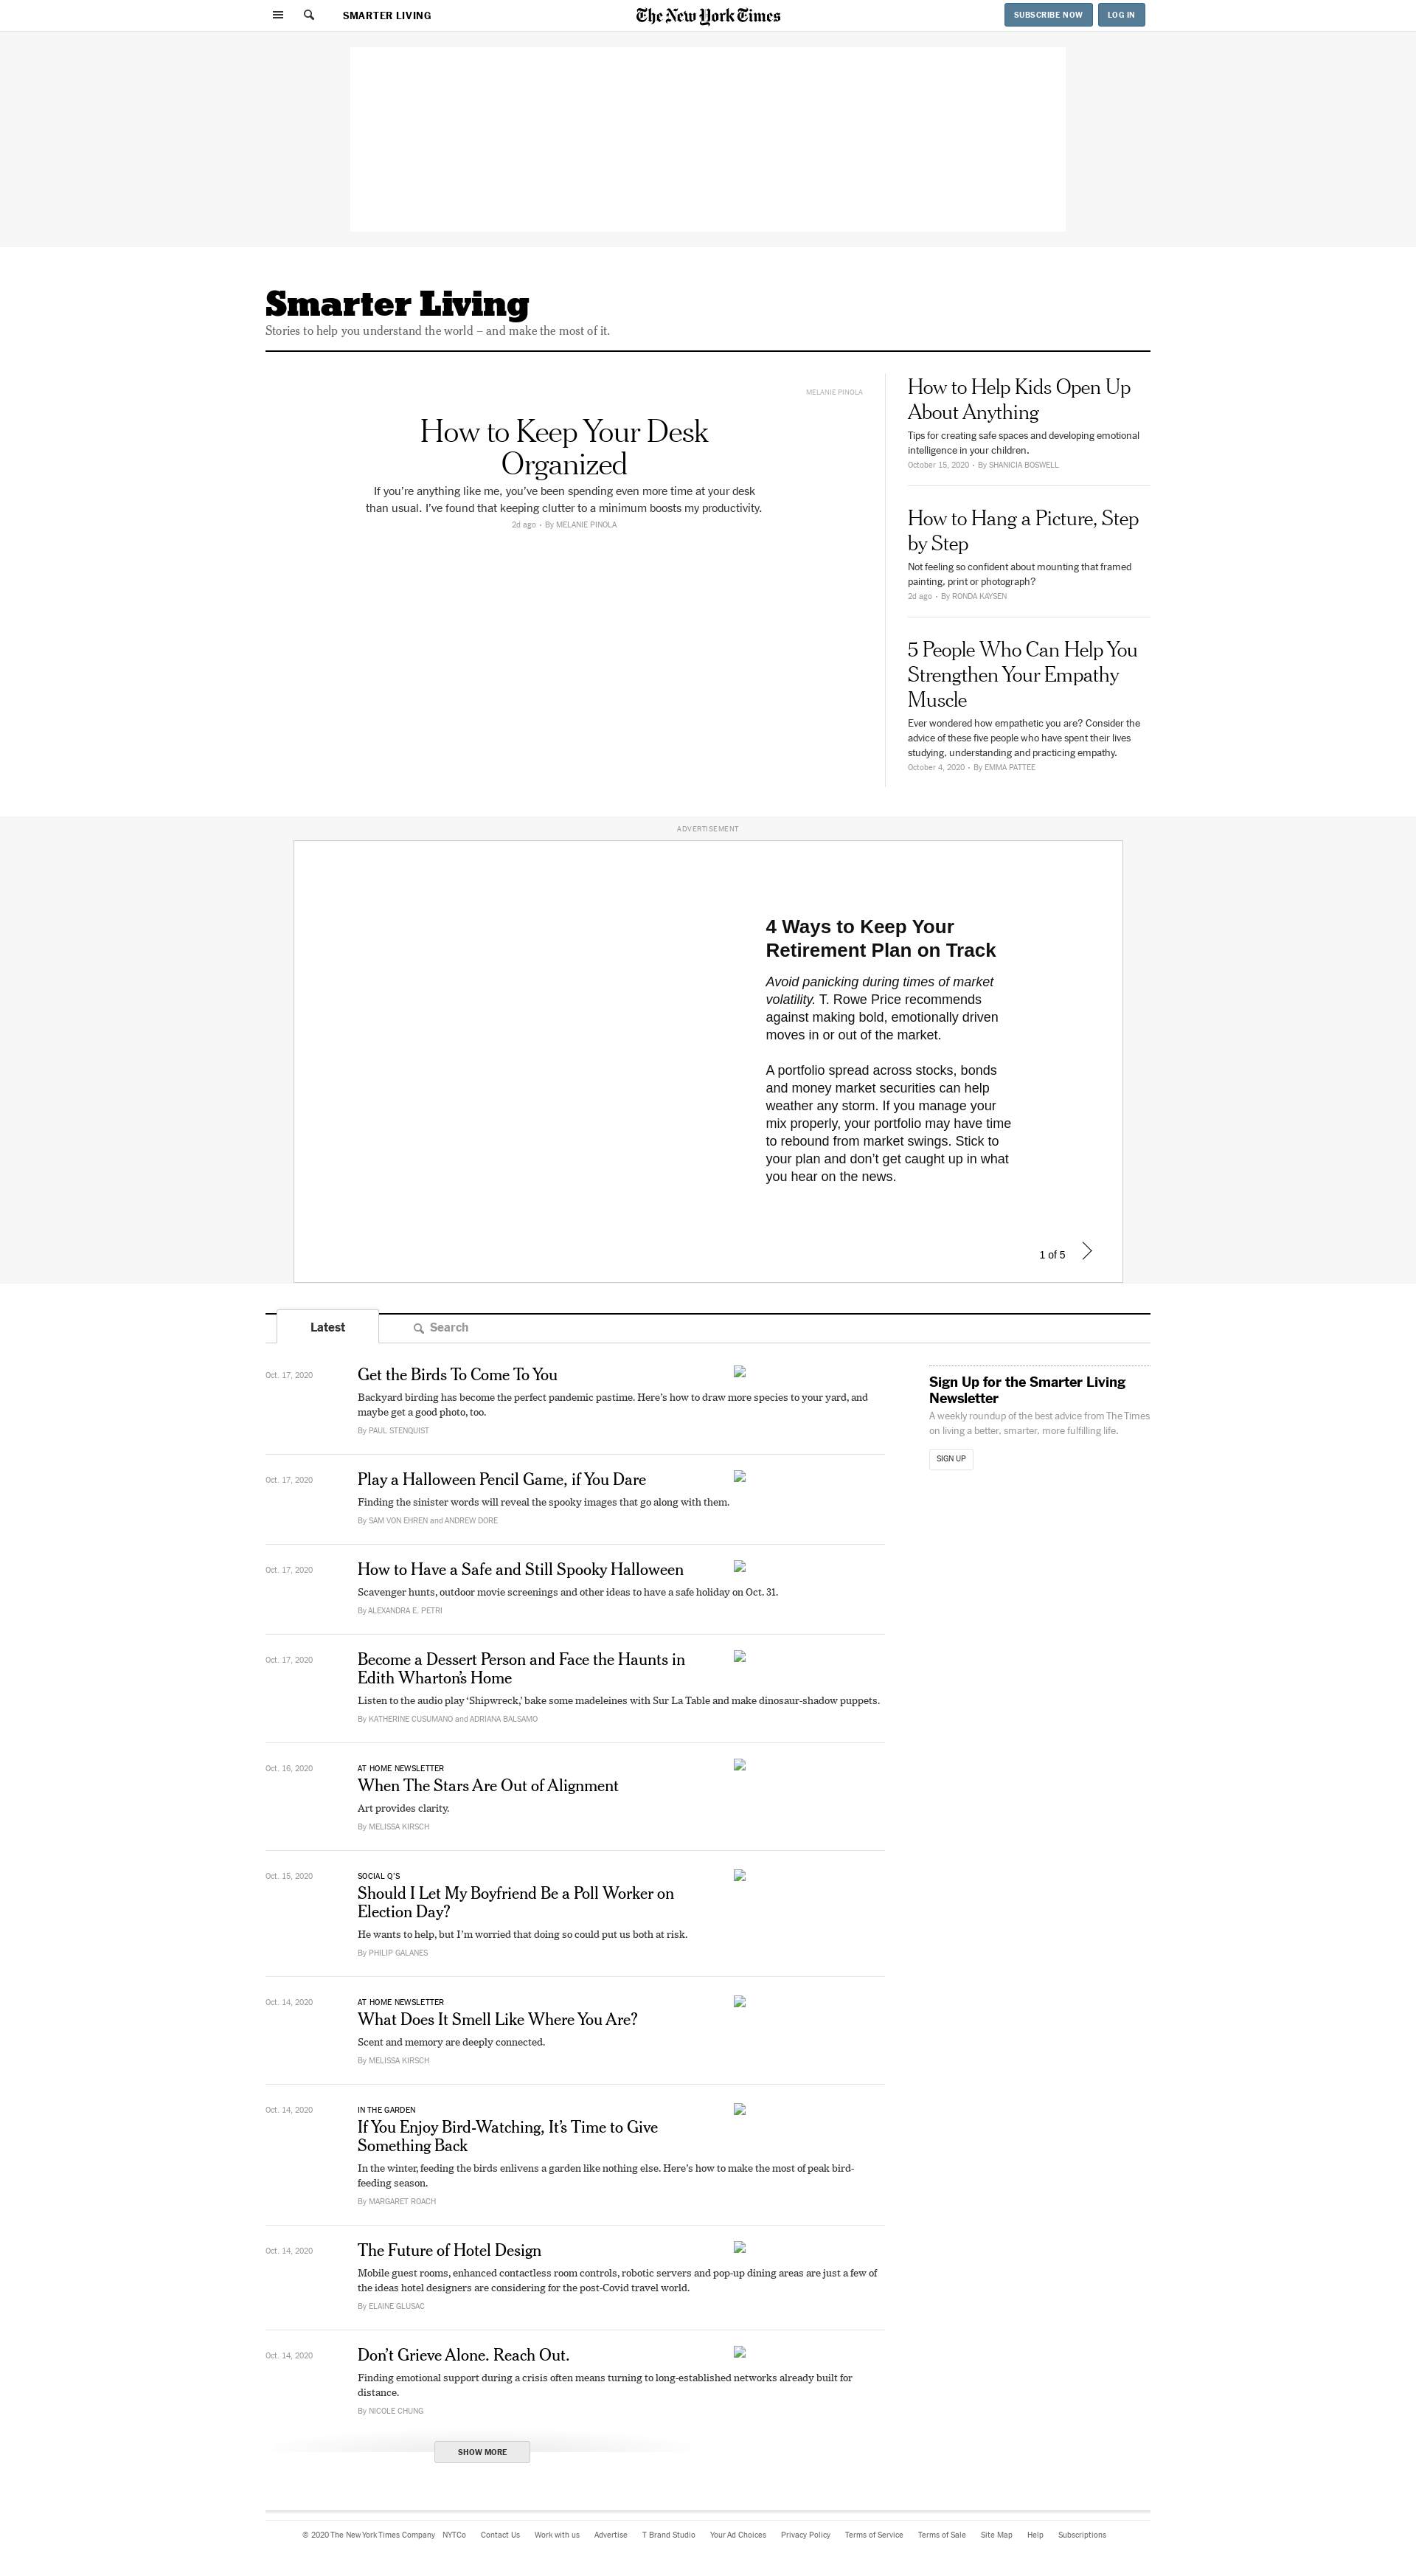 SMARTER LIVING
The New York Times
SUBSCRIBE NOW
LOG IN
Smarter Living
Stories to help you understand the world – and make the most of it.
MELANIE PINOLA
How to Keep Your Desk
Organized
If you’re anything like me, you’ve been spending even more time at your desk
than usual. I’ve found that keeping clutter to a minimum boosts my productivity.
2d ago • By MELANIE PINOLA
How to Help Kids Open Up
About Anything
Tips for creating safe spaces and developing emotional
intelligence in your children.
October 15, 2020 • By SHANICIA BOSWELL
How to Hang a Picture, Step
by Step
Not feeling so confident about mounting that framed
painting, print or photograph?
2d ago • By RONDA KAYSEN
5 People Who Can Help You
Strengthen Your Empathy
Muscle
Ever wondered how empathetic you are? Consider the
advice of these five people who have spent their lives
studying, understanding and practicing empathy.
October 4, 2020 • By EMMA PATTEE
ADVERTISEMENT
4 Ways to Keep Your
Retirement Plan on Track
Avoid panicking during times of market
volatility. T. Rowe Price recommends
against making bold, emotionally driven
moves in or out of the market.
A portfolio spread across stocks, bonds
and money market securities can help
weather any storm. If you manage your
mix properly, your portfolio may have time
to rebound from market swings. Stick to
your plan and don’t get caught up in what
you hear on the news.
1 of 5
Latest
Search
Oct. 17, 2020
Get the Birds To Come To You
Backyard birding has become the perfect pandemic pastime. Here’s how to draw more species to your yard, and
maybe get a good photo, too.
By PAUL STENQUIST
Oct. 17, 2020
Play a Halloween Pencil Game, if You Dare
Finding the sinister words will reveal the spooky images that go along with them.
By SAM VON EHREN and ANDREW DORE
Oct. 17, 2020
How to Have a Safe and Still Spooky Halloween
Scavenger hunts, outdoor movie screenings and other ideas to have a safe holiday on Oct. 31.
By ALEXANDRA E. PETRI
Oct. 17, 2020
Become a Dessert Person and Face the Haunts in
Edith Wharton’s Home
Listen to the audio play ‘Shipwreck,’ bake some madeleines with Sur La Table and make dinosaur-shadow puppets.
By KATHERINE CUSUMANO and ADRIANA BALSAMO
Oct. 16, 2020
AT HOME NEWSLETTER
When The Stars Are Out of Alignment
Art provides clarity.
By MELISSA KIRSCH
Oct. 15, 2020
SOCIAL Q’S
Should I Let My Boyfriend Be a Poll Worker on
Election Day?
He wants to help, but I’m worried that doing so could put us both at risk.
By PHILIP GALANES
Oct. 14, 2020
AT HOME NEWSLETTER
What Does It Smell Like Where You Are?
Scent and memory are deeply connected.
By MELISSA KIRSCH
Oct. 14, 2020
IN THE GARDEN
If You Enjoy Bird-Watching, It’s Time to Give
Something Back
In the winter, feeding the birds enlivens a garden like nothing else. Here’s how to make the most of peak bird-
feeding season.
By MARGARET ROACH
Oct. 14, 2020
The Future of Hotel Design
Mobile guest rooms, enhanced contactless room controls, robotic servers and pop-up dining areas are just a few of
the ideas hotel designers are considering for the post-Covid travel world.
By ELAINE GLUSAC
Oct. 14, 2020
Don’t Grieve Alone. Reach Out.
Finding emotional support during a crisis often means turning to long-established networks already built for
distance.
By NICOLE CHUNG
SHOW MORE
Sign Up for the Smarter Living
Newsletter
A weekly roundup of the best advice from The Times
on living a better, smarter, more fulfilling life.
SIGN UP
© 2020 The New York Times Company NYTCo Contact Us Work with us Advertise T Brand Studio Your Ad Choices Privacy Policy Terms of Service Terms of Sale Site Map Help Subscriptions